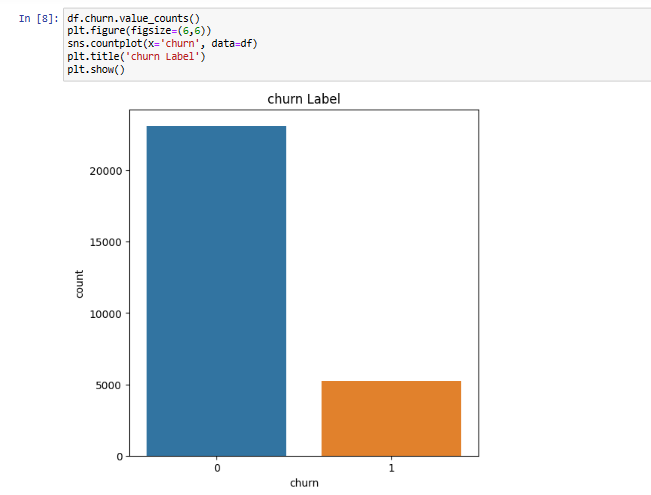 In [8]: df.churn.value_counts()
plt.figure(figsize=(6,6))
sns.countplot(x='churn', data=df)
plt.title('churn Label')
plt.show()
churn Label
20000
15000
10000
5000
0
count
0 1
churn